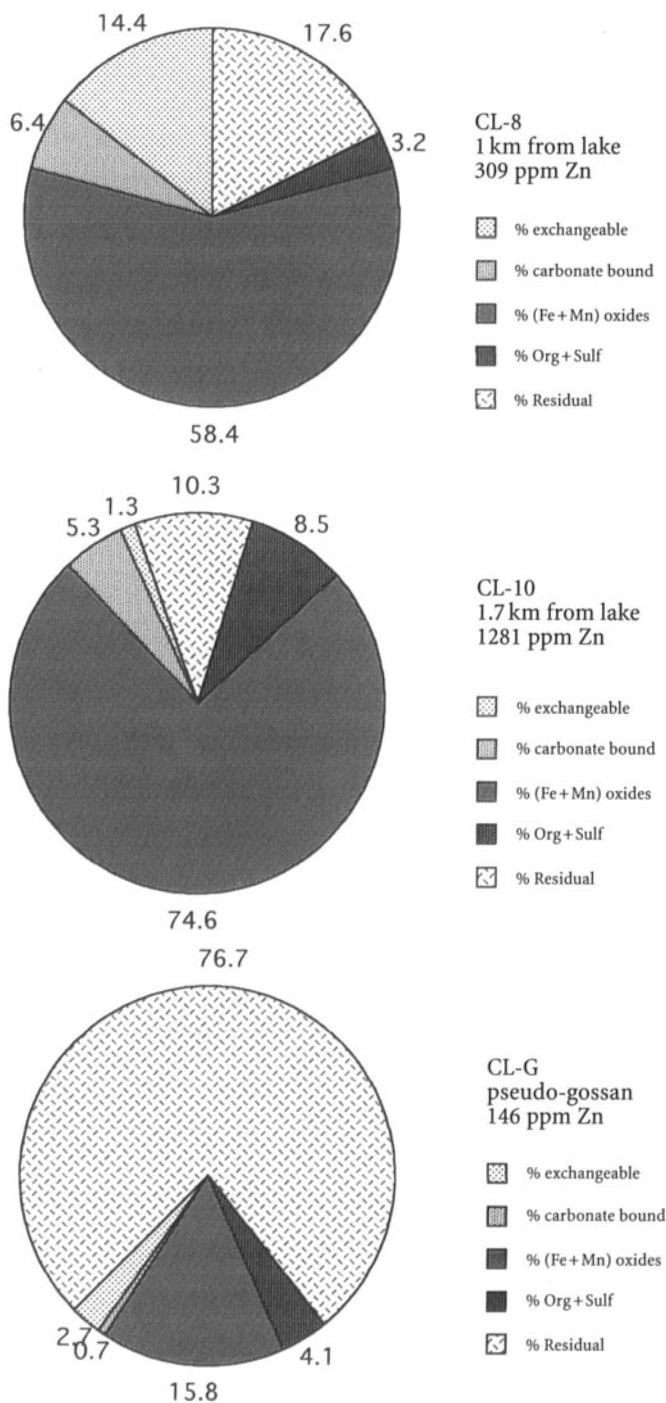 14.4
17.6
6.4
3.2
58.4
CL-8
1 km from lake
309 ppm Zn
% exchangeable
% carbonate bound
% (Fe+Mn) oxides
% Org+Sulf
% Residual
10.3
1.3
5.3
8.5
74.6
CL-10
1.7 km from lake
1281 ppm Zn
% exchangeable
% carbonate bound
% (Fe+Mn) oxides
% Org+Sulf
% Residual
76.7
2.7
0.7
15.8
4.1
CL-G
pseudo-gossan
146 ppm Zn
% exchangeable
% carbonate bound
% (Fe+Mn) oxides
% Org+Sulf
% Residual